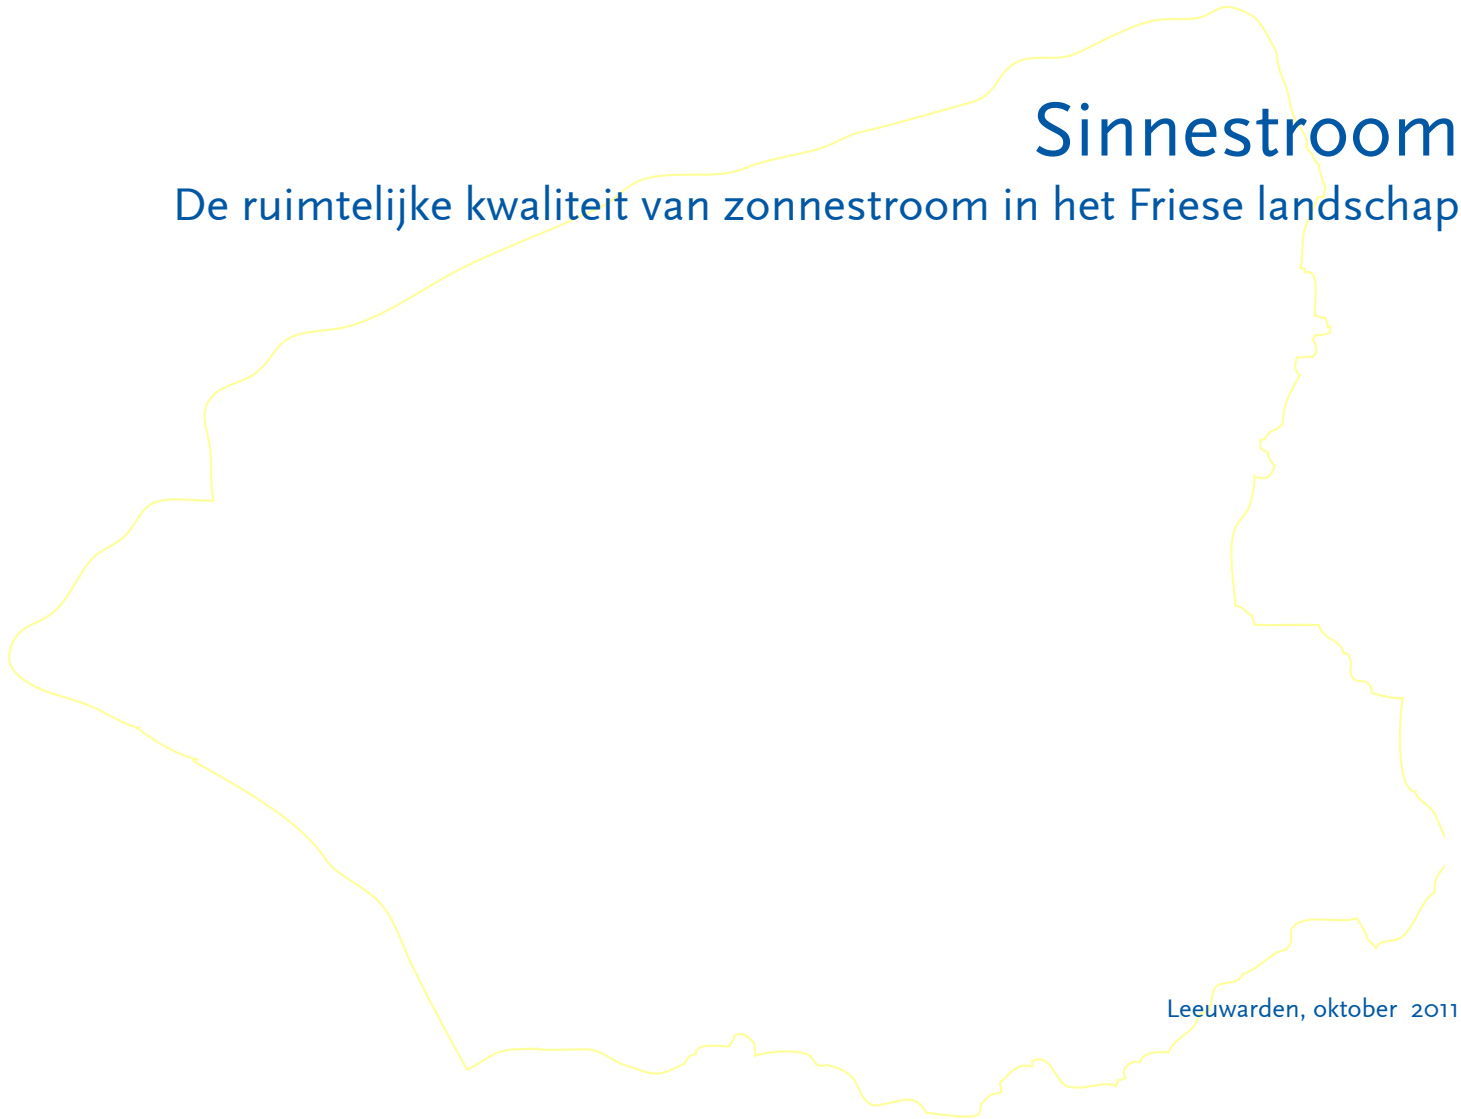 Sinnestroom
De ruimtelijke kwaliteit van zonnestroom in het Friese landschap
Leeuwarden, oktober 2011